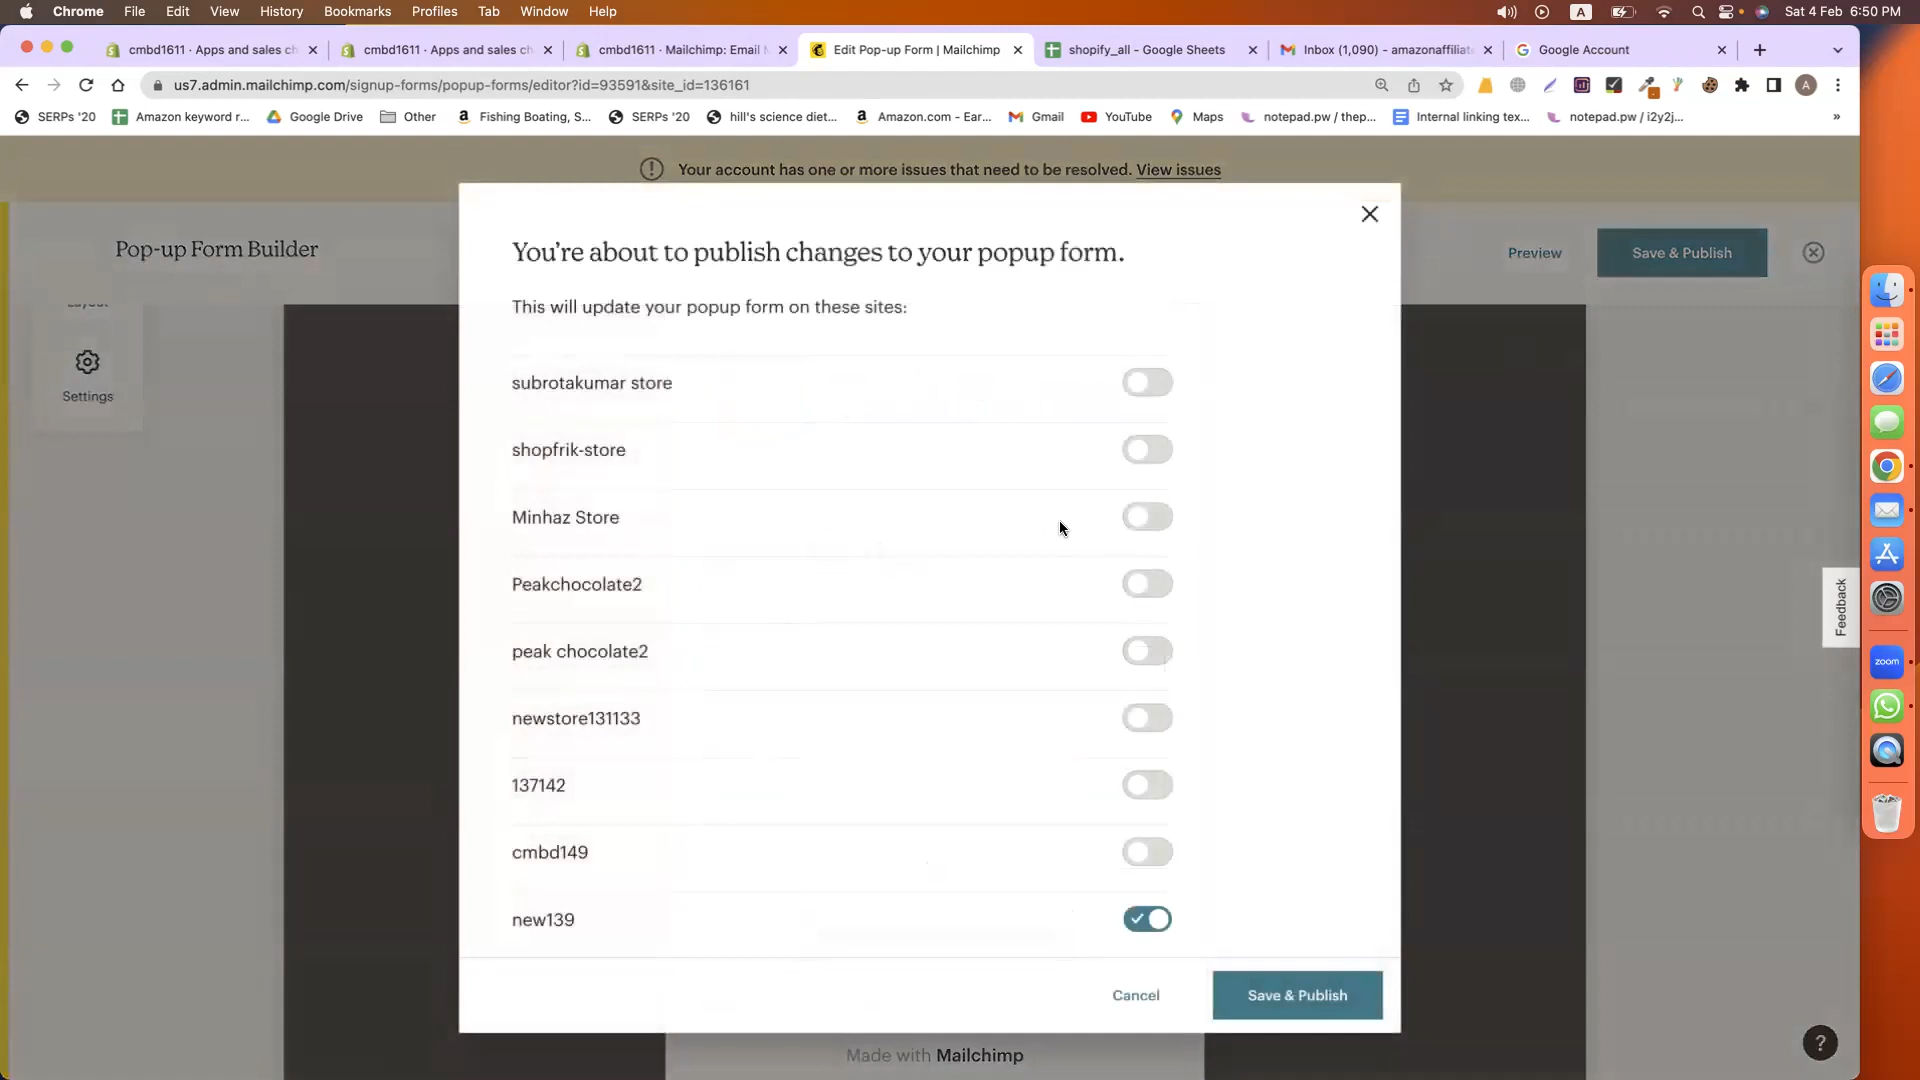 Chrome File Edit View History Bookmarks Profiles Tab Window Help A Sat 4 Feb 6:50 PM
cmbd1611 · Apps and sales ch cmbd1611 · Apps and sales ch cmbd1611 · Mailchimp: Email M Edit Pop-up Form | Mailchimp shopify_all - Google Sheets Inbox (1,090) - amazonaffiliate Google Account
us7.admin.mailchimp.com/signup-forms/popup-forms/editor?id=93591&site_id=136161 A
SERPs '20 Amazon keyword r... Google Drive Other Fishing Boating, S... SERPs '20 hill's science diet... Amazon.com - Ear... Gmail YouTube Maps notepad.pw / thep... Internal linking tex... notepad.pw / i2y2j... »
Your account has one or more issues that need to be resolved. View issues
Pop-up Form Builder
Preview
Save & Publish
Layout
Settings
You're about to publish changes to your popup form.
This will update your popup form on these sites:
subrotakumar store
shopfrik-store
Minhaz Store
Peakchocolate2
peak chocolate2
newstore131133
137142
cmbd149
new139
Cancel
Save & Publish
Made with Mailchimp
Feedback
zoom
?